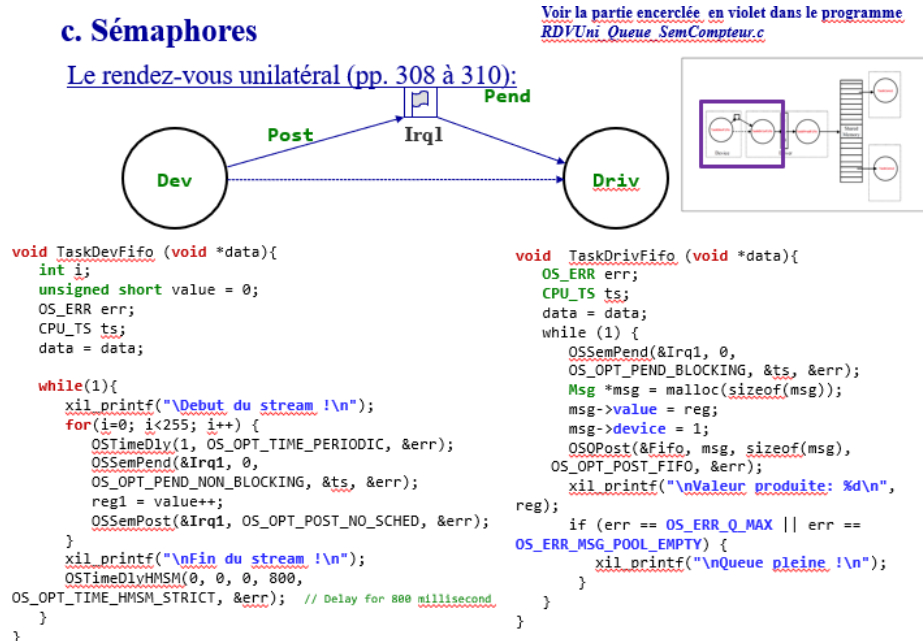 c. Sémaphores
Voir la partie encerclée en violet dans le programme
RDVUni_Queue_SemCompteur.c
Le rendez-vous unilatéral (pp. 308 à 310):
Post
Pend
Irq1
Dev
Driv
void TaskDevFifo (void *data){
int i;
unsigned short value = 0;
OS_ERR err;
CPU_TS ts;
data = data;
while(1){
xil_printf("\Debut du stream !\n");
for(i=0; i<255; i++) {
OSTimeDly(1, OS_OPT_TIME_PERIODIC, &err);
OSSemPend(&Irq1, 0,
OS_OPT_PEND_NON_BLOCKING, &ts, &err);
reg1 = value++;
OSSemPost(&Irq1, OS_OPT_POST_NO_SCHED, &err);
}
xil_printf("\nFin du stream !\n");
OSTimeDlyHMSM(0, 0, 0, 800,
OS_OPT_TIME_HMSM_STRICT, &err); // Delay for 800 millisecond
}
}
void TaskDrivFifo (void *data){
OS_ERR err;
CPU_TS ts;
data = data;
while (1) {
OSSemPend(&Irq1, 0,
OS_OPT_PEND_BLOCKING, &ts, &err);
Msg *msg = malloc(sizeof(msg));
msg->value = reg;
msg->device = 1;
OSQPost(&Fifo, msg, sizeof(msg),
OS_OPT_POST_FIFO, &err);
xil_printf("\nValeur produite: %d\n",
reg);
if (err == OS_ERR_Q_MAX || err ==
OS_ERR_MSG_POOL_EMPTY) {
xil_printf("\nQueue pleine !\n");
}
}
}